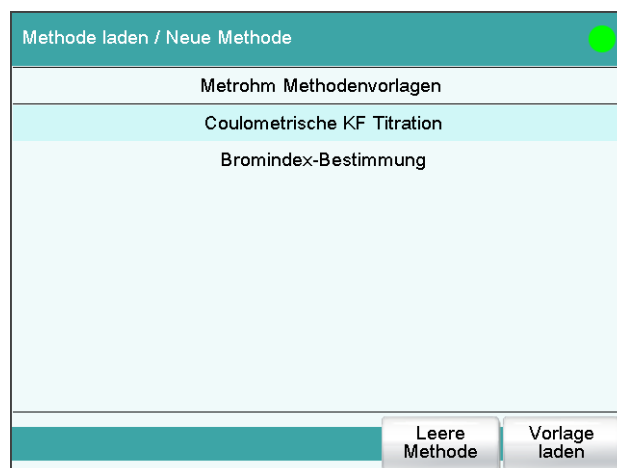 Methode laden / Neue Methode
Metrohm Methodenvorlagen
Coulometrische KF Titration
Bromindex-Bestimmung
Leere
Methode
Vorlage
laden